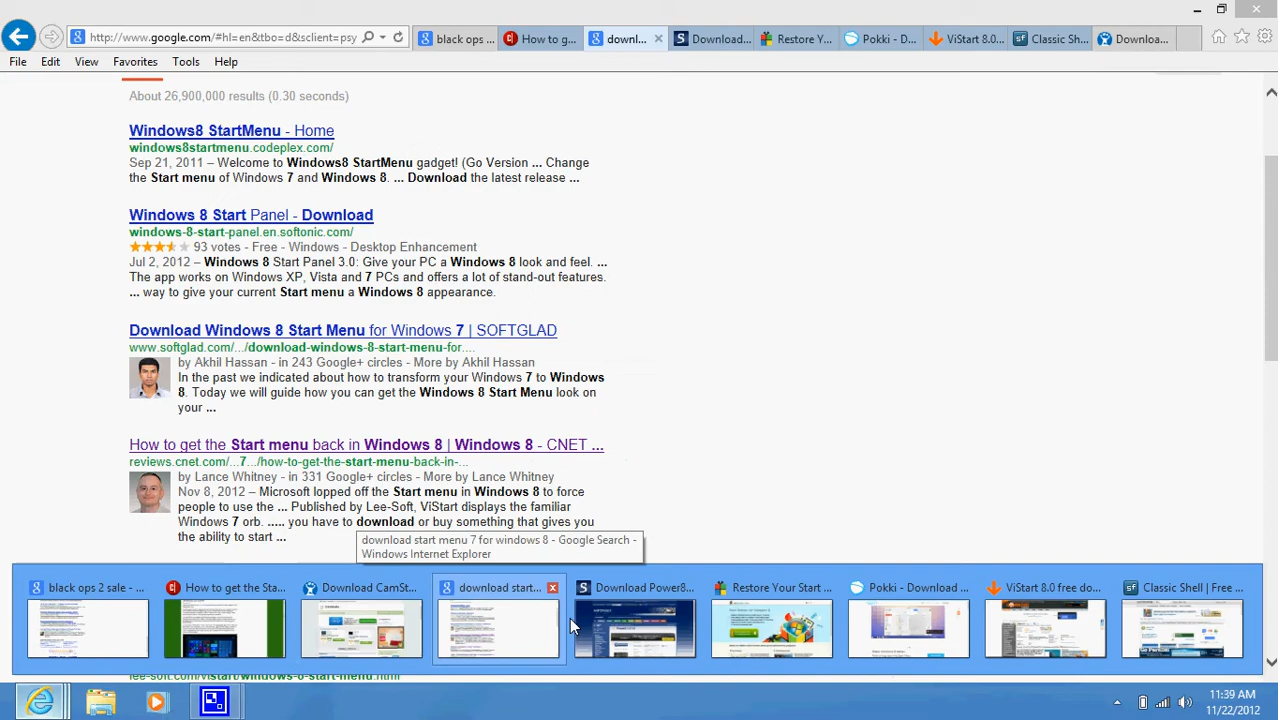 http://www.google.com/#hl=en&tbo=d&sclient=psy
black ops ...
How to g...
downl...
Download...
Restore Y...
Pokki - D...
ViStart 8.0...
Classic Sh...
Downloa...
File Edit View Favorites Tools Help
About 26,900,000 results (0.30 seconds)
Windows8 StartMenu - Home
windows8startmenu.codeplex.com/
Sep 21, 2011 – Welcome to Windows8 StartMenu gadget! (Go Version ... Change
the Start menu of Windows 7 and Windows 8. ... Download the latest release ...
Windows 8 Start Panel - Download
windows-8-start-panel.en.softonic.com/
93 votes - Free - Windows - Desktop Enhancement
Jul 2, 2012 – Windows 8 Start Panel 3.0: Give your PC a Windows 8 look and feel. ...
The app works on Windows XP, Vista and 7 PCs and offers a lot of stand-out features.
... way to give your current Start menu a Windows 8 appearance.
Download Windows 8 Start Menu for Windows 7 | SOFTGLAD
www.softglad.com/.../download-windows-8-start-menu-for....
by Akhil Hassan - in 243 Google+ circles - More by Akhil Hassan
In the past we indicated about how to transform your Windows 7 to Windows
8. Today we will guide how you can get the Windows 8 Start Menu look on
your ...
How to get the Start menu back in Windows 8 | Windows 8 - CNET ...
reviews.cnet.com/...7.../how-to-get-the-start-menu-back-in-...
by Lance Whitney - in 331 Google+ circles - More by Lance Whitney
Nov 8, 2012 – Microsoft lopped off the Start menu in Windows 8 to force
people to use the ... Published by Lee-Soft, ViStart displays the familiar
Windows 7 orb. ..... you have to download or buy something that gives you
the ability to start ...
download start menu 7 for windows 8 - Google Search -
Windows Internet Explorer
black ops 2 sale - ...
How to get the Sta...
Download CamSt...
download start...
Download Power8...
Restore Your Start ...
Pokki - Download ...
ViStart 8.0 free do...
Classic Shell | Free ...
lee-soft.com/vistart/windows-8-start-menu.html
11:39 AM
11/22/2012